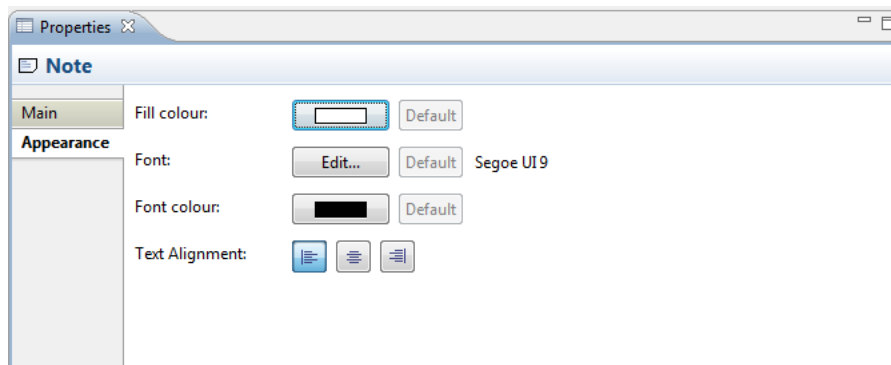 Properties
Note
Main
Appearance
Fill colour:
Default
Font:
Edit...
Default
Segoe UI 9
Font colour:
Default
Text Alignment: